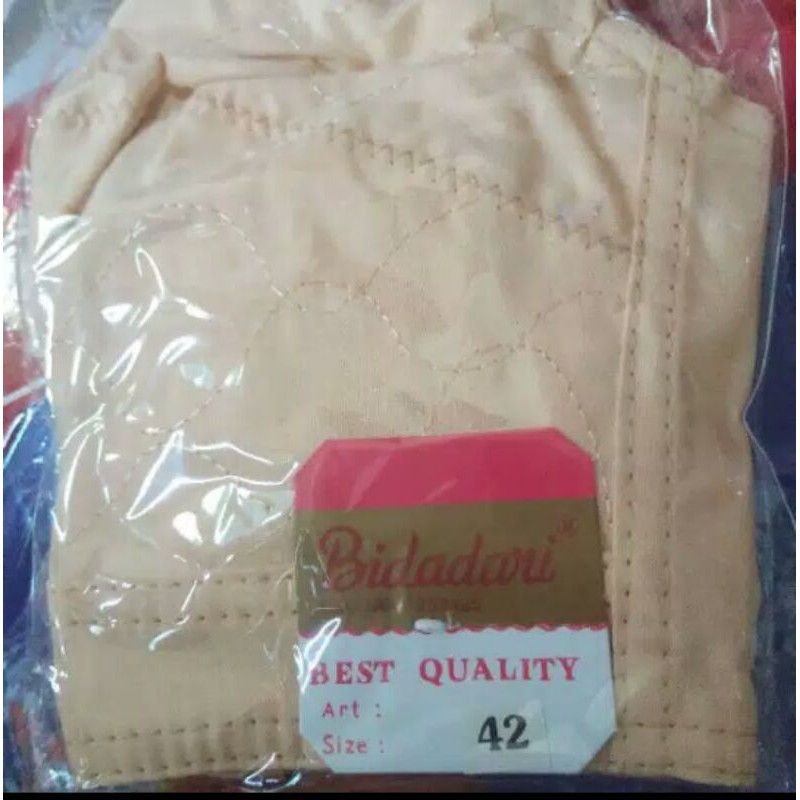 Bidadari
BEST QUALITY
Art :
Size : 42